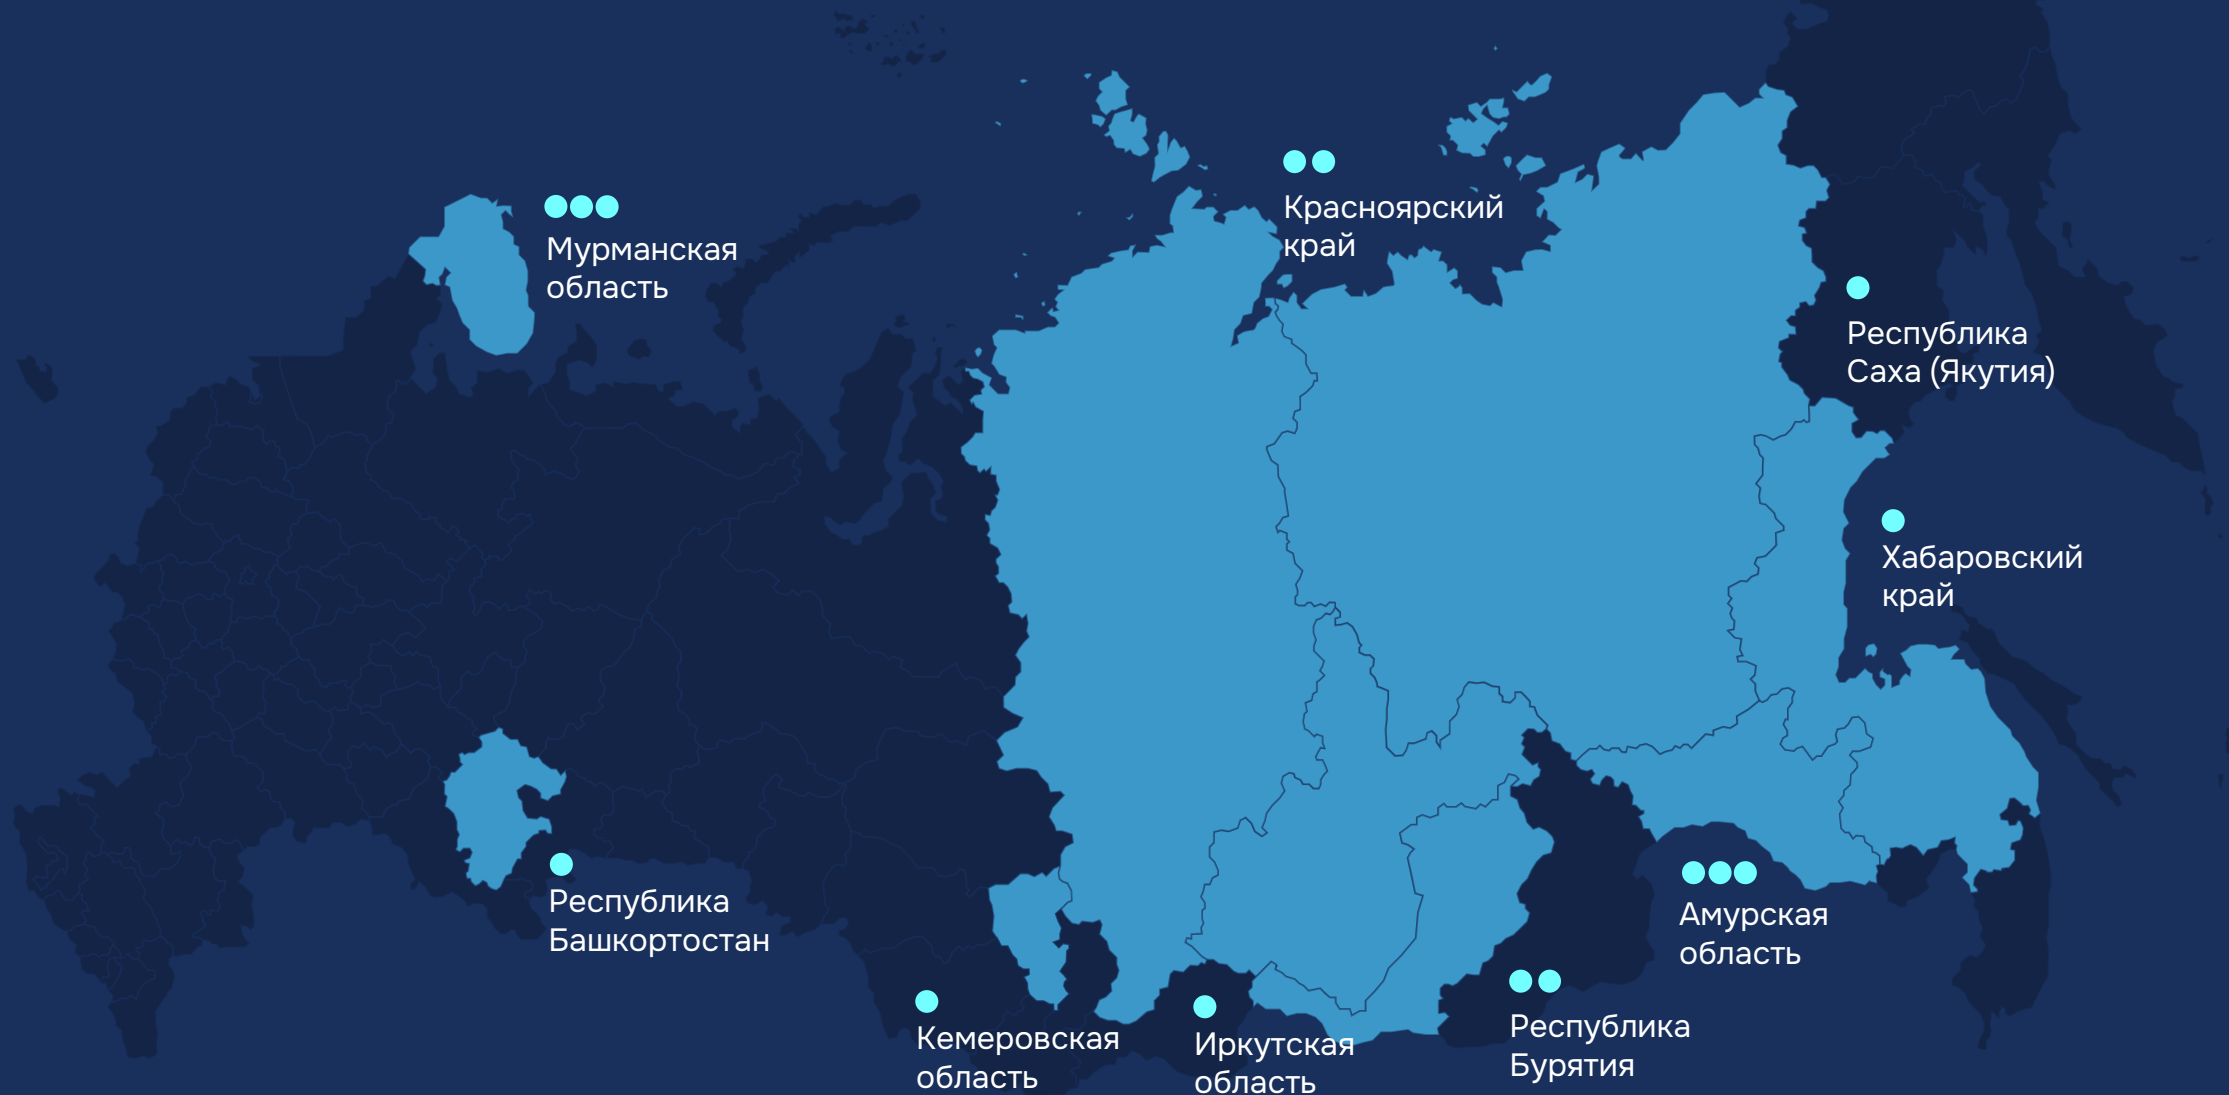 Красноярский
край
Мурманская
область
Республика
Саха (Якутия)
Хабаровский
край
Республика
Башкортостан
Амурская
область
Кемеровская
область
Иркутская
область
Республика
Бурятия